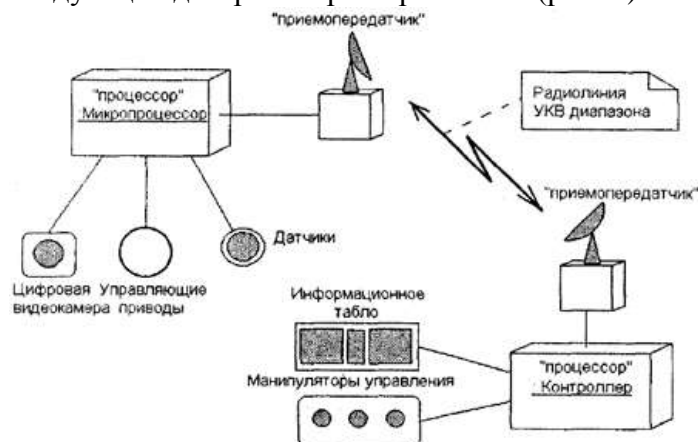 "приемопередатчик"
"процессор"
Микропроцессор
Радиолиния
УКВ диапазона
"приемопередатчик"
Датчики
Цифровая
видеокамера
Управляющие
приводы
Информационное
табло
Манипуляторы управления
"процессор"
: Контроллер